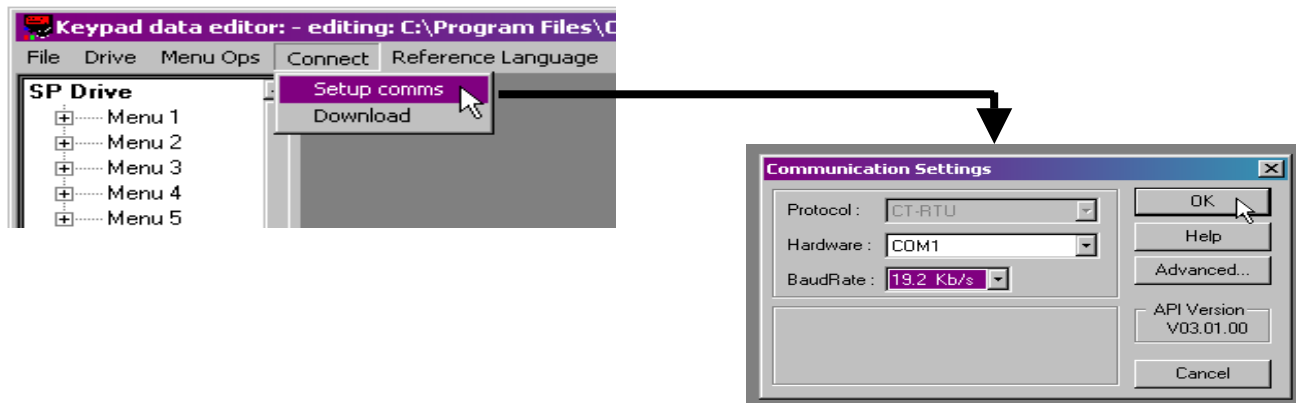 Keypad data editor: - editing: C:\Program Files\C
File Drive Menu Ops Connect Reference Language
SP Drive
Menu 1
Menu 2
Menu 3
Menu 4
Menu 5
Setup comms
Download
Communication Settings
Protocol : CT-RTU
Hardware : COM1
BaudRate : 19.2 Kb/s
OK
Help
Advanced...
API Version
V03.01.00
Cancel